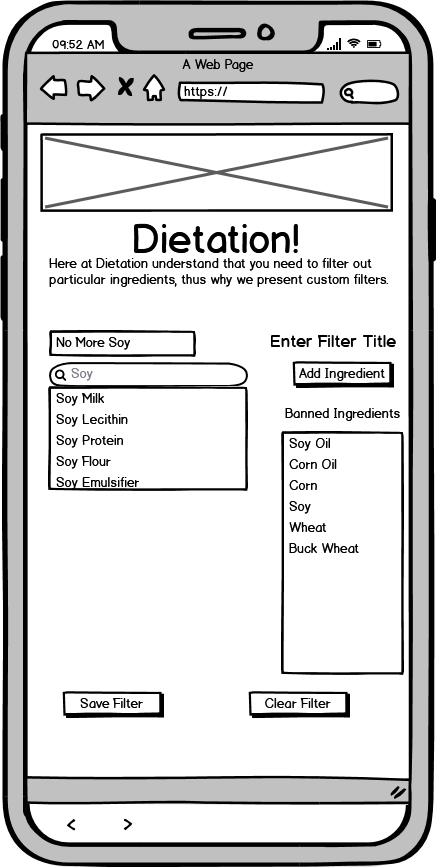 09:52 AM
A Web Page
https://
Dietation!
Here at Dietation understand that you need to filter out
particular ingredients, thus why we present custom filters.
No More Soy
Enter Filter Title
Soy
Add Ingredient
Soy Milk
Soy Lecithin
Soy Protein
Soy Flour
Soy Emulsifier
Banned Ingredients
Soy Oil
Corn Oil
Corn
Soy
Wheat
Buck Wheat
Save Filter
Clear Filter